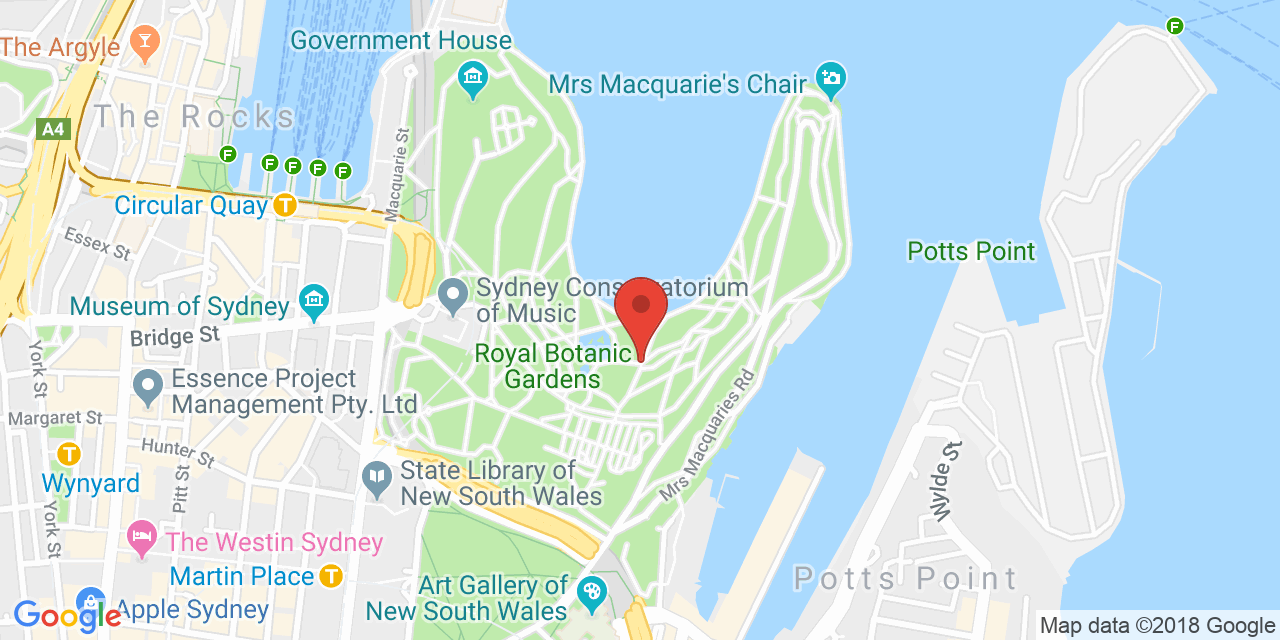 Government House
The Argyle
Mrs Macquarie's Chair
The Rocks
A4
F
F
F
F
F
F
Macquarie St
Circular Quay
T
Essex St
Potts Point
Sydney Cons
atorium
of Music
Museum of Sydney
Bridge St
Royal Botanic
Gardens
York St
Essence Project
Management Pty. Ltd
Mrs Macquaries Rd
Margaret St
Hunter St
T
Wynyard
Pitt St
State Library of
New South Wales
Wylde St
York St
The Westin Sydney
Martin Place
T
Art Gallery of
New South Wales
Potts Point
Google
Apple Sydney
Map data ©2018 Google